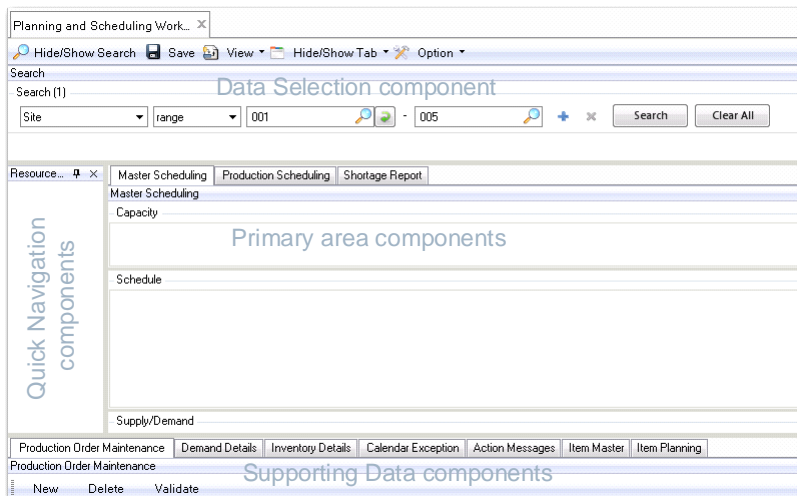 Planning and Scheduling Work...
Hide/Show Search Save View Hide/Show Tab Option
Search
Data Selection component
Search (1)
Site range 001 - 005 Search Clear All
Resource...
Master Scheduling Production Scheduling Shortage Report
Master Scheduling
Capacity
Primary area components
Quick Navigation
components
Schedule
Supply/Demand
Production Order Maintenance Demand Details Inventory Details Calendar Exception Action Messages Item Master Item Planning
Production Order Maintenance
Supporting Data components
New Delete Validate